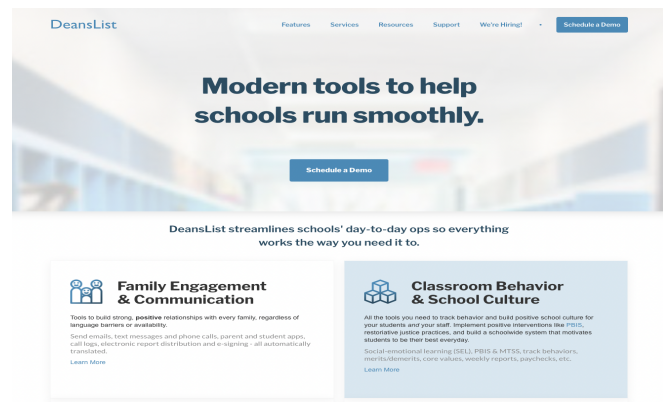 DeansList
Features Services Resources Support We're Hiring! Schedule a Demo
Modern tools to help
schools run smoothly.
Schedule a Demo
DeansList streamlines schools' day-to-day ops so everything
works the way you need it to.
Family Engagement
& Communication
Tools to build strong, positive relationships with every family, regardless of
language barriers or availability.
Send emails, text messages and phone calls, parent and student apps,
call logs, electronic report distribution and e-signing - all automatically
translated.
Learn More
Classroom Behavior
& School Culture
All the tools you need to track behavior and build positive school culture for
your students and your staff. Implement positive interventions like PBIS,
restorative justice practices, and build a schoolwide system that motivates
students to be their best everyday.
Social-emotional learning (SEL), PBIS & MTSS, track behaviors,
merits/demerits, core values, weekly reports, paychecks, etc.
Learn More